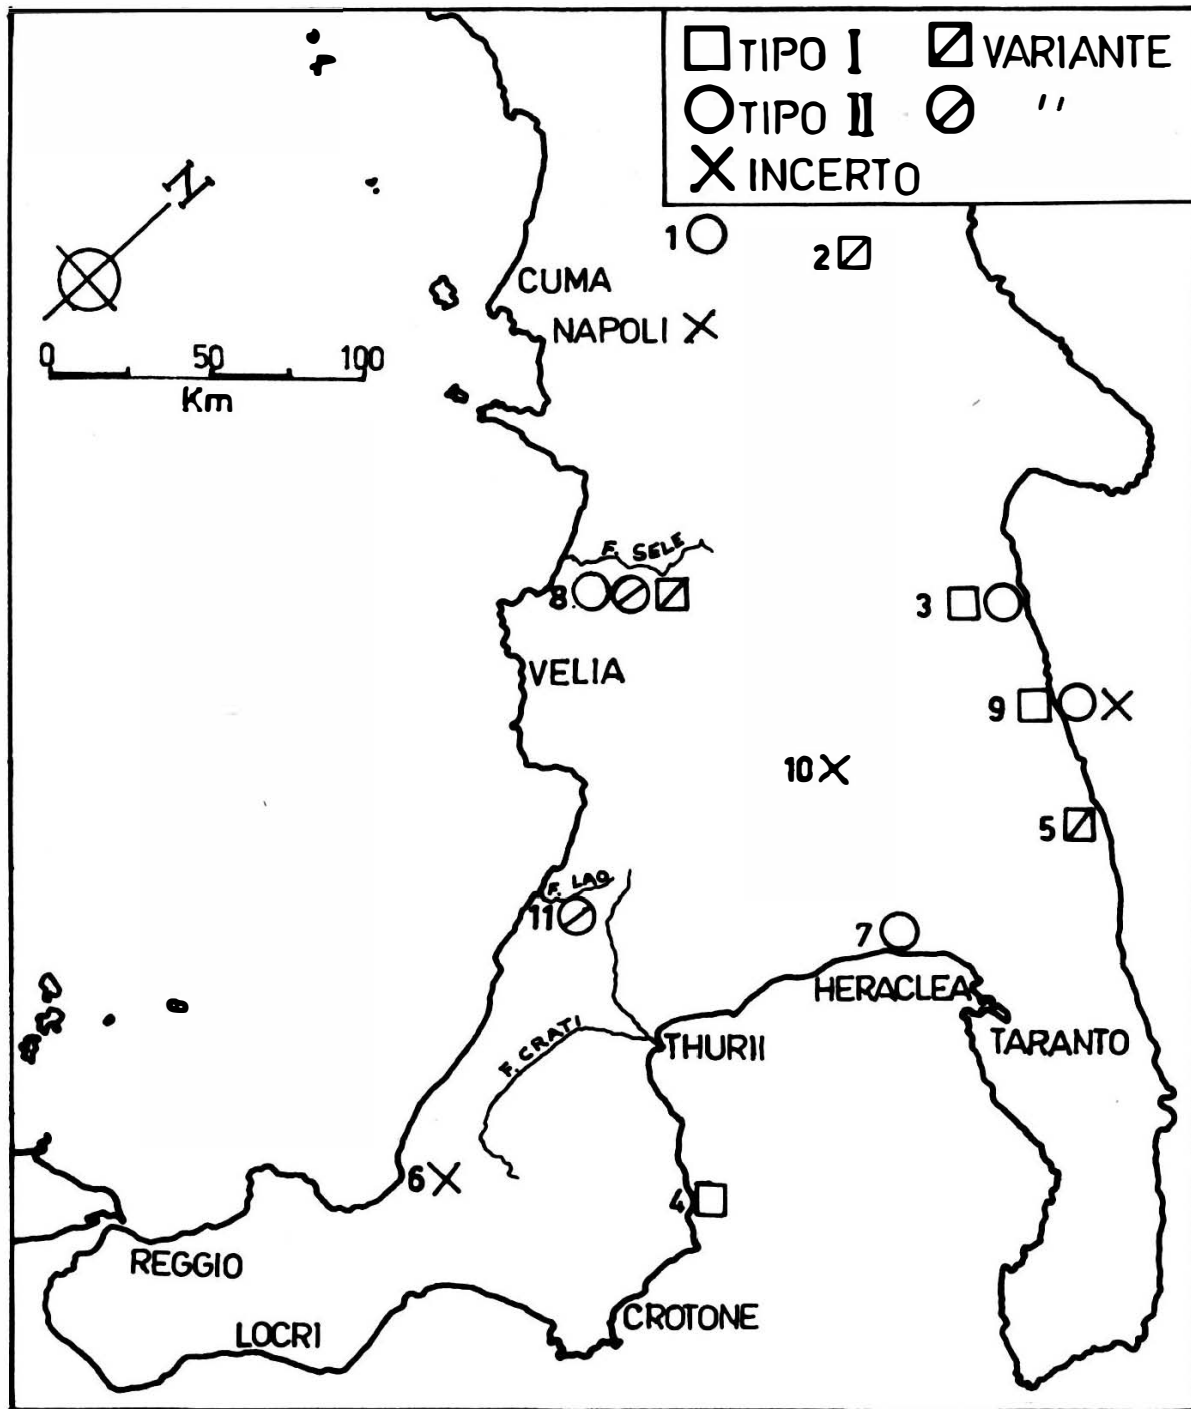 TIPO I VARIANTE
TIPO II "
INCERTO
N
1
2
CUMA
NAPOLI
0 50 100
Km
F. SELE
8.
3
VELIA
9
10
5
F. LAO
11
7
HERACLEA
F. CRATI
THURII
TARANTO
6
4
REGGIO
CROTONE
LOCRI